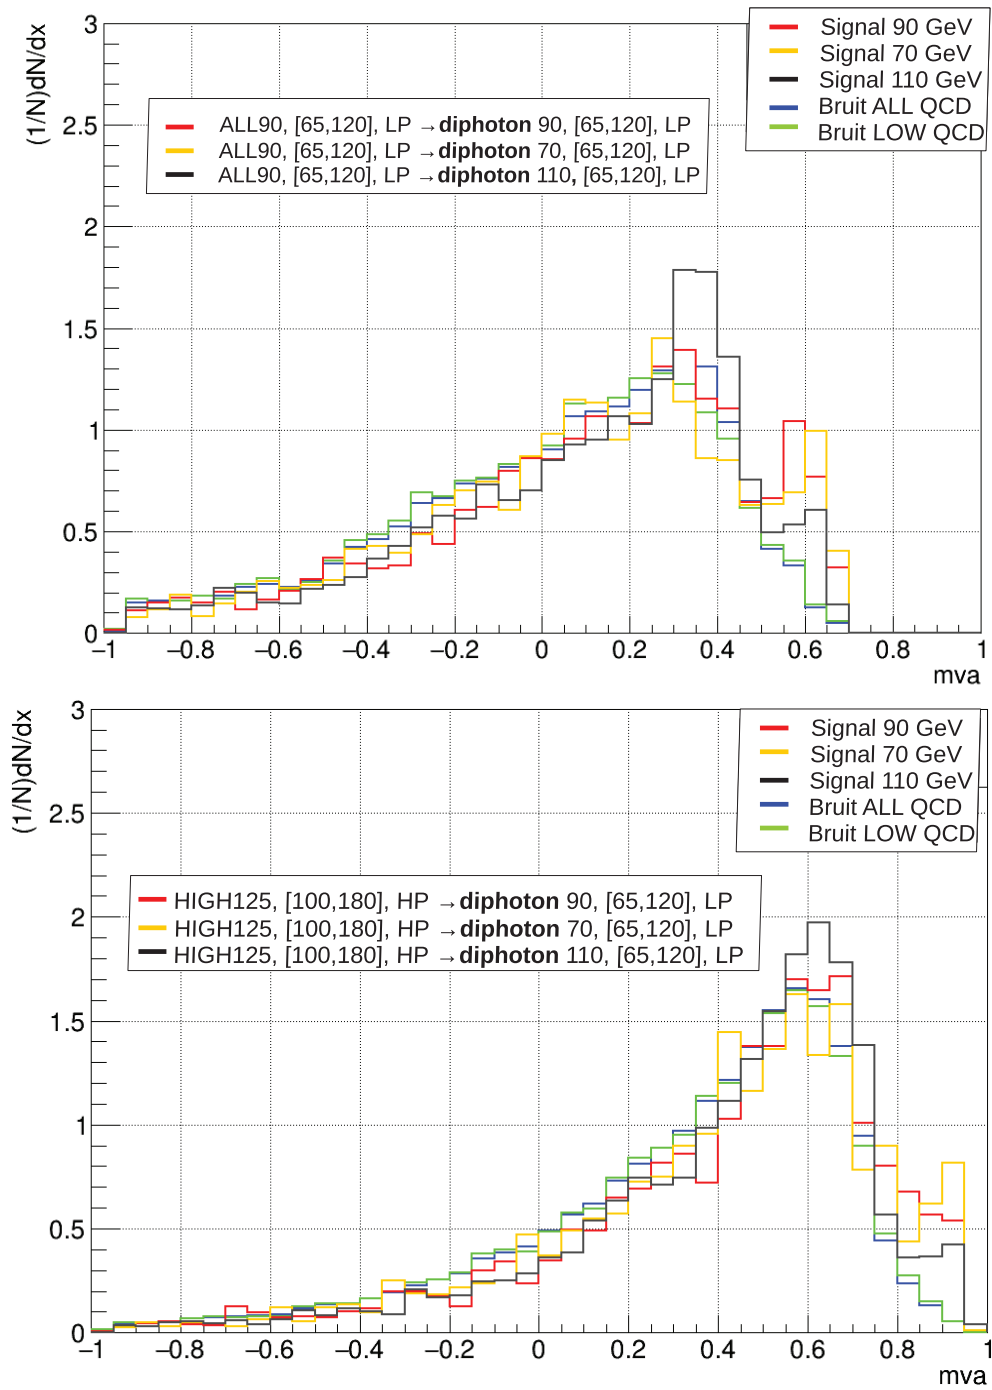 (1/N)dN/dx
3
2.5
2
1.5
1
0.5
0
Signal 90 GeV
Signal 70 GeV
Signal 110 GeV
Bruit ALL QCD
Bruit LOW QCD
ALL90, [65,120], LP →diphoton 90, [65,120], LP
ALL90, [65,120], LP →diphoton 70, [65,120], LP
ALL90, [65,120], LP →diphoton 110, [65,120], LP
−1 −0.8 −0.6 −0.4 −0.2 0 0.2 0.4 0.6 0.8 1
mva
(1/N)dN/dx
3
2.5
2
1.5
1
0.5
0
Signal 90 GeV
Signal 70 GeV
Signal 110 GeV
Bruit ALL QCD
Bruit LOW QCD
HIGH125, [100,180], HP →diphoton 90, [65,120], LP
HIGH125, [100,180], HP →diphoton 70, [65,120], LP
HIGH125, [100,180], HP →diphoton 110, [65,120], LP
−1 −0.8 −0.6 −0.4 −0.2 0 0.2 0.4 0.6 0.8 1
mva